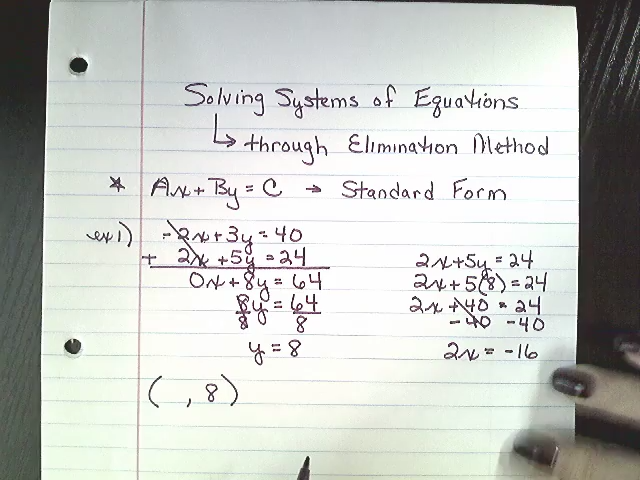 Solving Systems of Equations
↳ through Elimination Method
* Ax + By = C → Standard Form
ex 1) -2x + 3y = 40
+ 2x + 5y = 24
0x + 8y = 64
8y = 64
8 8
y = 8
( , 8)
2x + 5y = 24
2x + 5(8) = 24
2x + 40 = 24
-40 -40
2x = -16